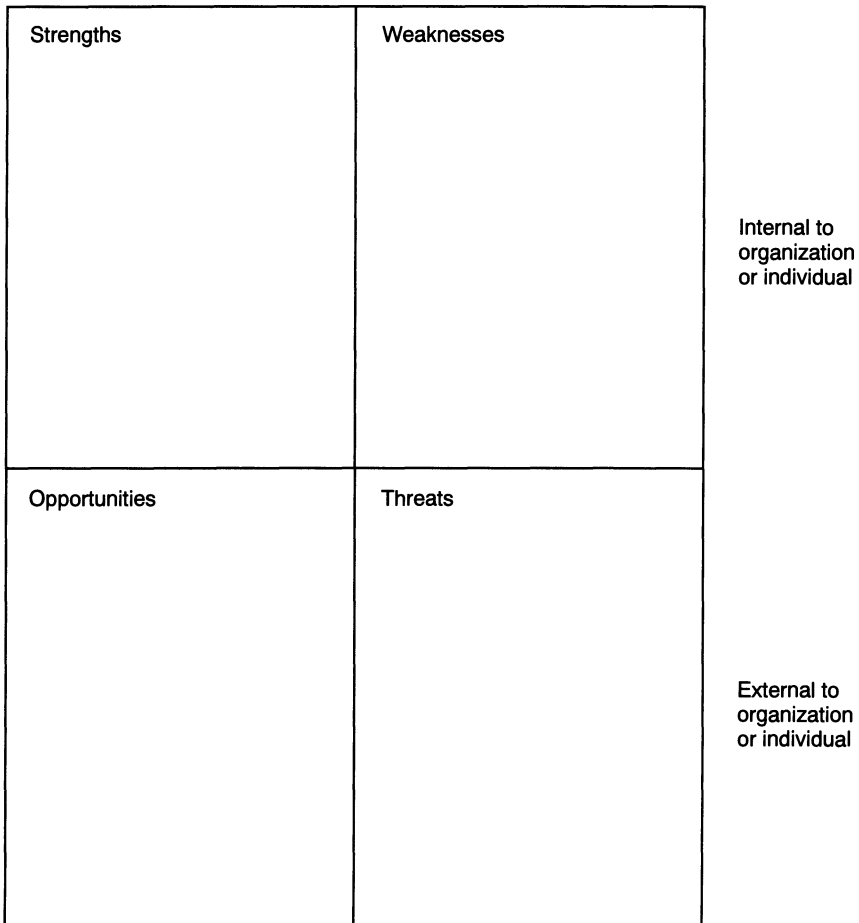 Strengths
Weaknesses
Internal to
organization
or individual
Opportunities
Threats
External to
organization
or individual